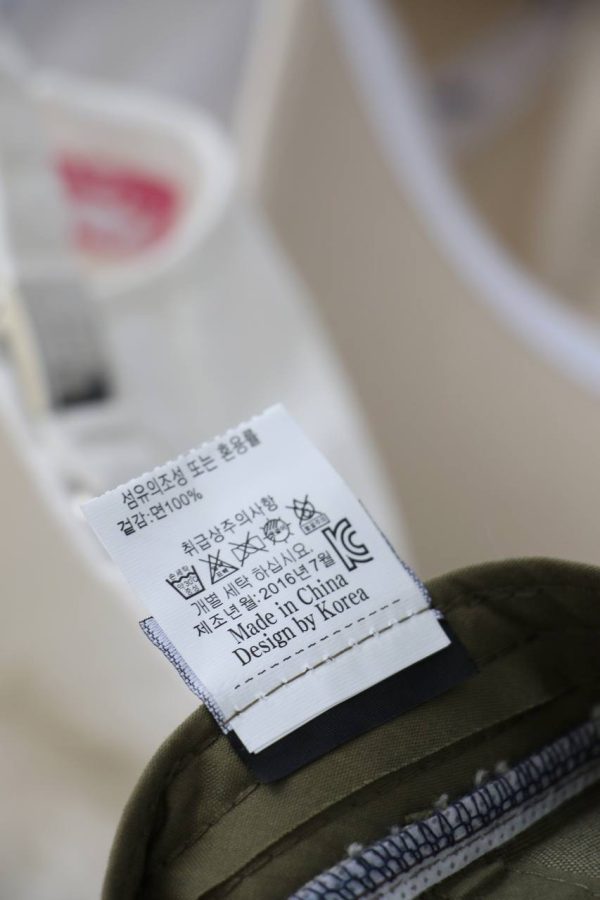 섬유의조성 또는 혼용률
겉감:면100%
취급상주의사항
개별 세탁 하십시요.
제조년월:2016년 7월
Made in China
Design by Korea